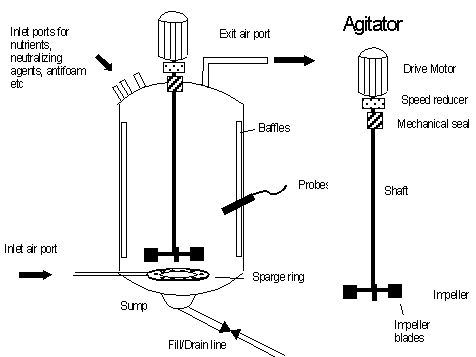 Agitator
Inlet ports for
nutrients,
neutralizing
agents, antifoam
etc
Exit air port
Baffles
Probes
Inlet air port
Sparge ring
Sump
Fill/Drain line
Drive Motor
Speed reducer
Mechanical seal
Shaft
Impeller
Impeller
blades